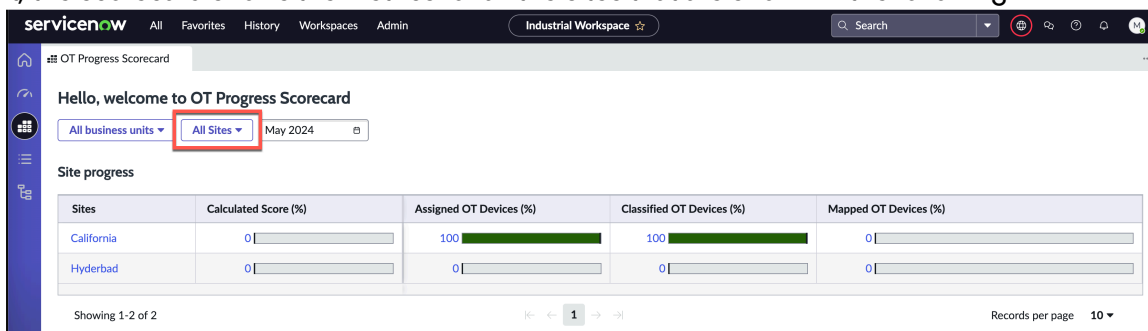 servicenow All Favorites History Workspaces Admin Industrial Workspace Search M
OT Progress Scorecard
Hello, welcome to OT Progress Scorecard
All business units All Sites May 2024
Site progress
Sites Calculated Score (%) Assigned OT Devices (%) Classified OT Devices (%) Mapped OT Devices (%)
California 0 100 100 0
Hyderbad 0 0 0 0
Showing 1-2 of 2 1 Records per page 10